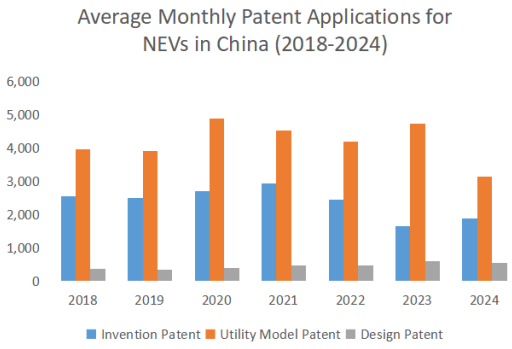 Average Monthly Patent Applications for
NEVs in China (2018-2024)
6,000
5,000
4,000
3,000
2,000
1,000
0
2018 2019 2020 2021 2022 2023 2024
Invention Patent Utility Model Patent Design Patent